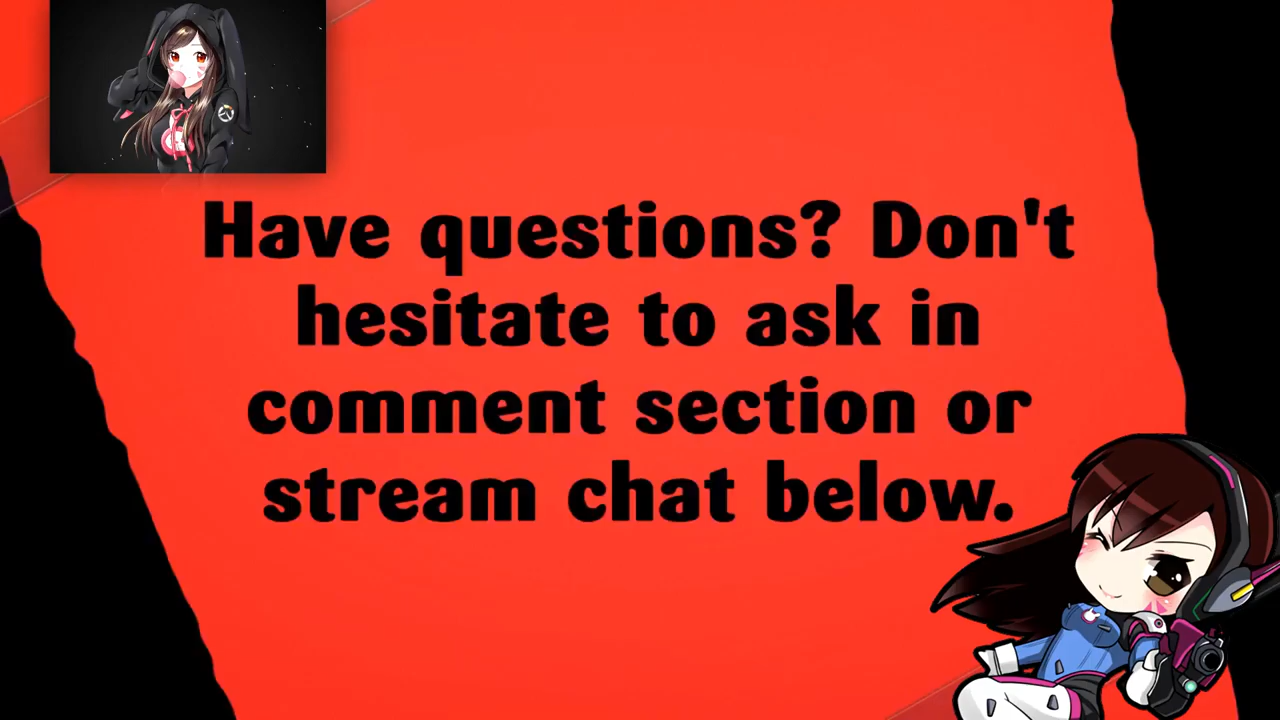 Have questions? Don't
hesitate to ask in
comment section or
stream chat below.